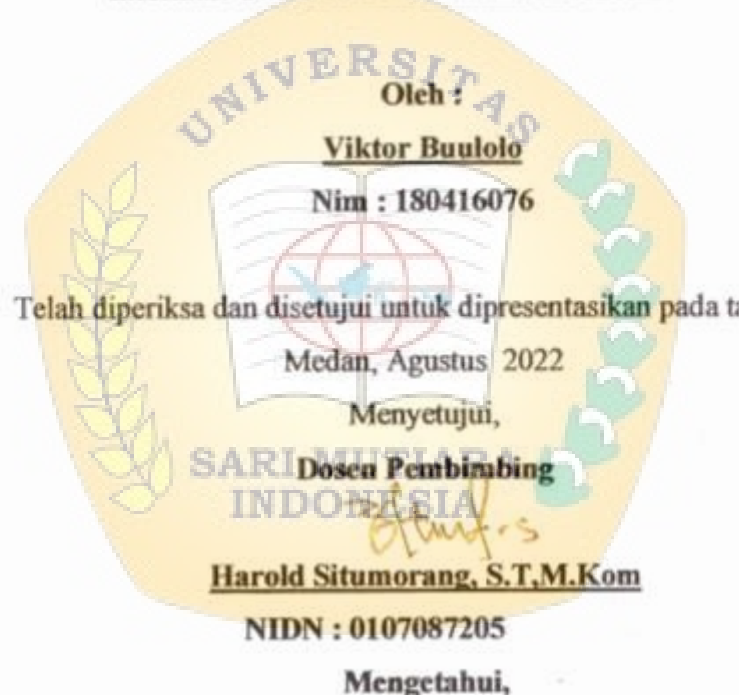 UNIVERSITAS
Oleh :
Viktor Buulolo
Nim : 180416076
Telah diperiksa dan disetujui untuk dipresentasikan pada
Medan, Agustus 2022
Menyetujui,
SARI MUTIARA
Dosen Pembimbing
INDONESIA
Harold Situmorang, S.T,M.Kom
NIDN : 0107087205
Mengetahui,